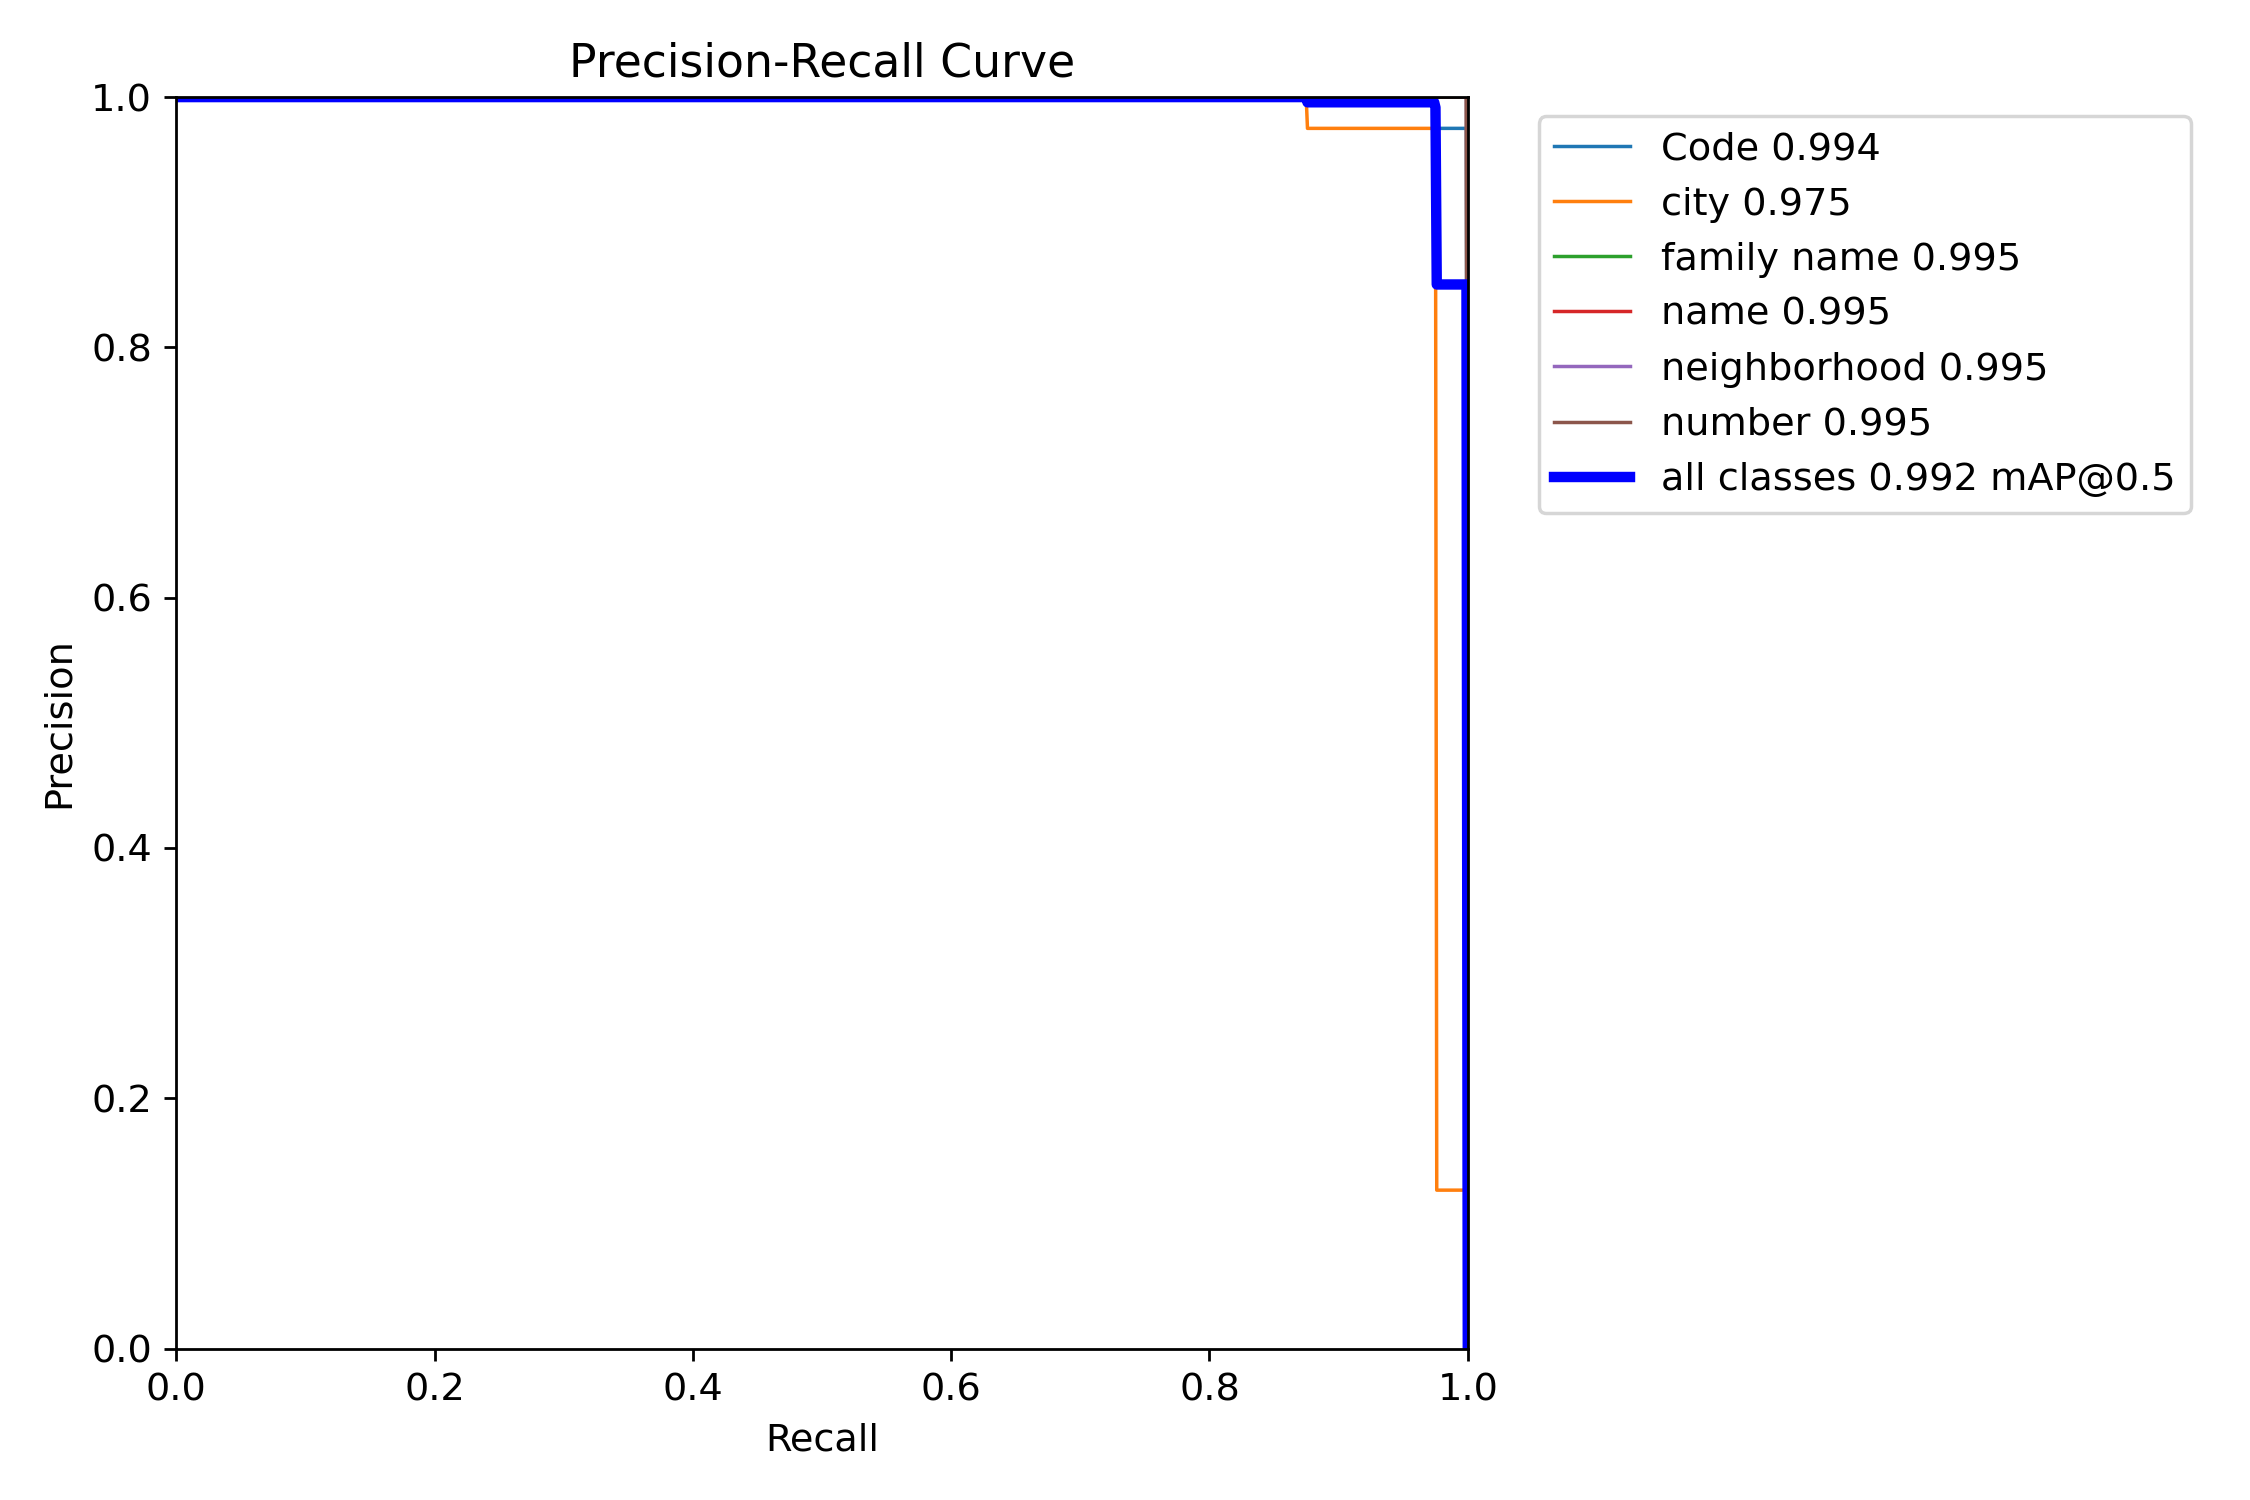 Precision-Recall Curve
1.0
0.8
0.6
0.4
0.2
0.0
Precision
0.0 0.2 0.4 0.6 0.8 1.0
Recall
Code 0.994
city 0.975
family name 0.995
name 0.995
neighborhood 0.995
number 0.995
all classes 0.992 mAP@0.5